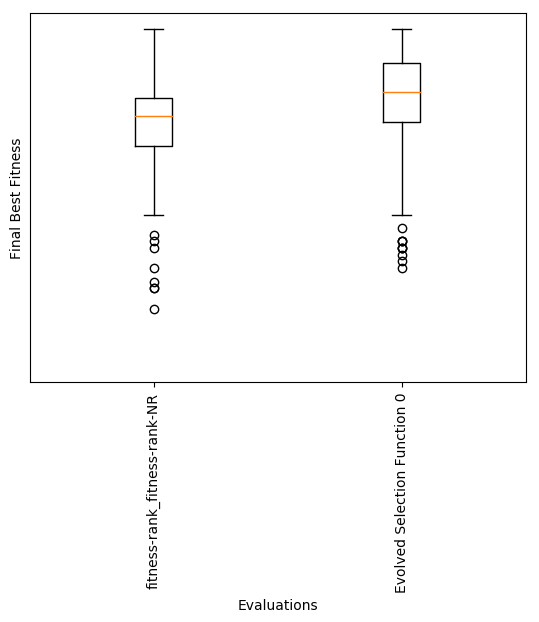 Final Best Fitness
fitness-rank_fitness-rank-NR
Evolved Selection Function 0
Evaluations